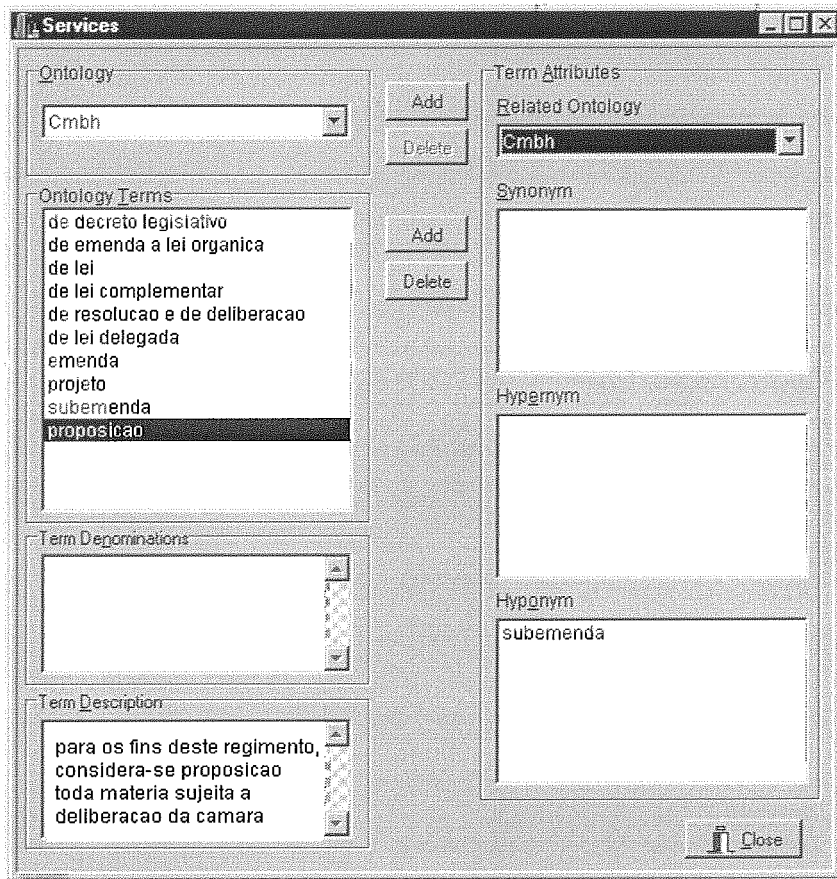 Services
Ontology
Cmbh
Add
Delete
Ontology Terms
de decreto legislativo
de emenda a lei organica
de lei
de lei complementar
de resolucao e de deliberacao
de lei delegada
emenda
projeto
subemenda
proposicao
Add
Delete
Term Denominations
Term Description
para os fins deste regimento,
considera-se proposicao
toda materia sujeita a
deliberacao da camara
Term Attributes
Related Ontology
Cmbh
Synonym
Hypernym
Hyponym
subemenda
Close